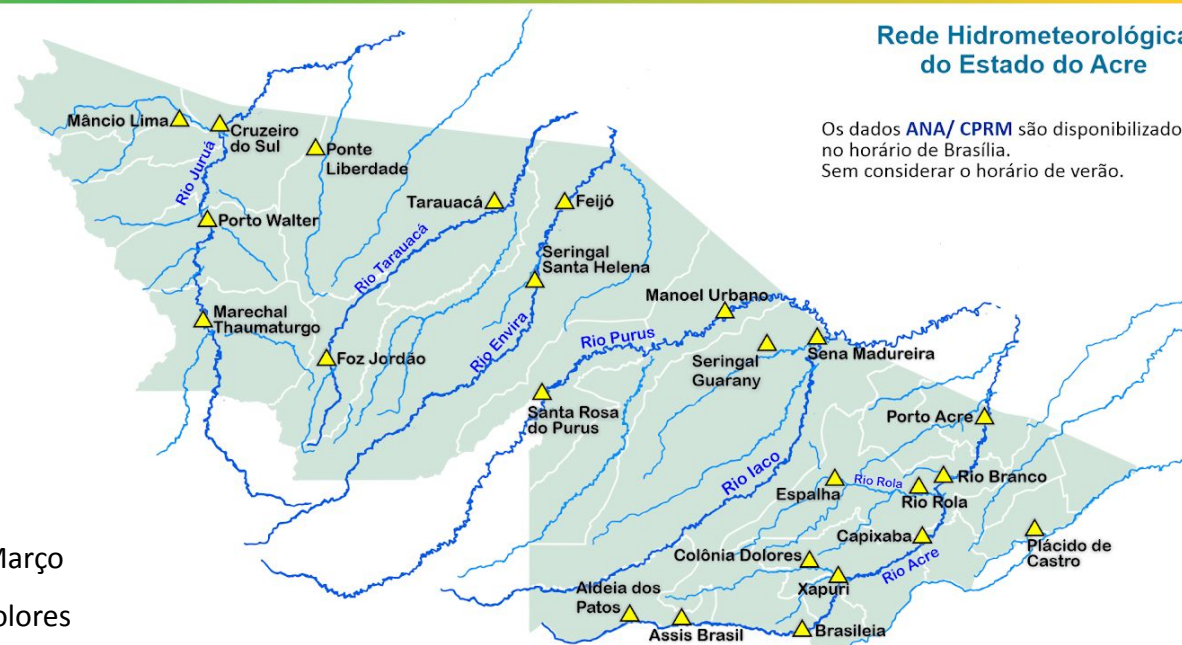 Rede Hidrometeorológica
do Estado do Acre
Os dados ANA/ CPRM são disponibilizado
no horário de Brasília.
Sem considerar o horário de verão.
Mâncio Lima
Cruzeiro
do Sul
Ponte
Liberdade
Rio Juruá
Porto Walter
Tarauacá
Feijó
Rio Tarauacá
Seringal
Santa Helena
Marechal
Thaumaturgo
Foz Jordão
Rio Envira
Manoel Urbano
Rio Purus
Seringal
Guarany
Sena Madureira
Santa Rosa
do Purus
Porto Acre
Rio Iaco
Espalha
Rio Rola
Rio Rola
Rio Branco
Capixaba
Plácido de
Castro
Colônia Dolores
Rio Acre
Xapuri
Aldeia dos
Patos
Assis Brasil
Brasileia
Março
olores